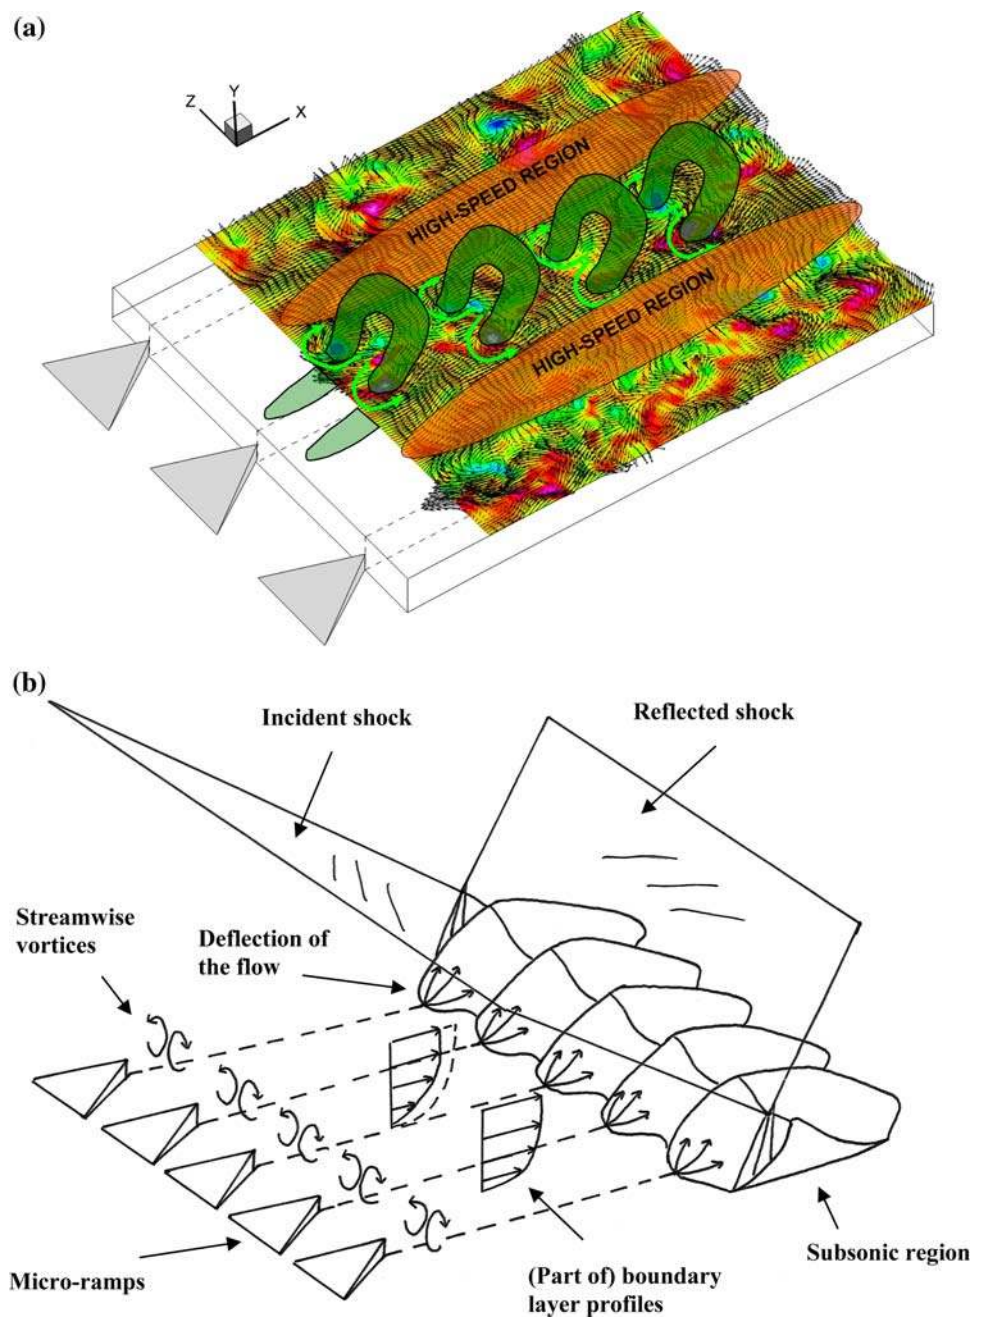 (a)
Y
Z
X
HIGH-SPEED REGION
HIGH-SPEED REGION
(b)
Incident shock
Reflected shock
Streamwise
vortices
Deflection of
the flow
Micro-ramps
(Part of) boundary
layer profiles
Subsonic region